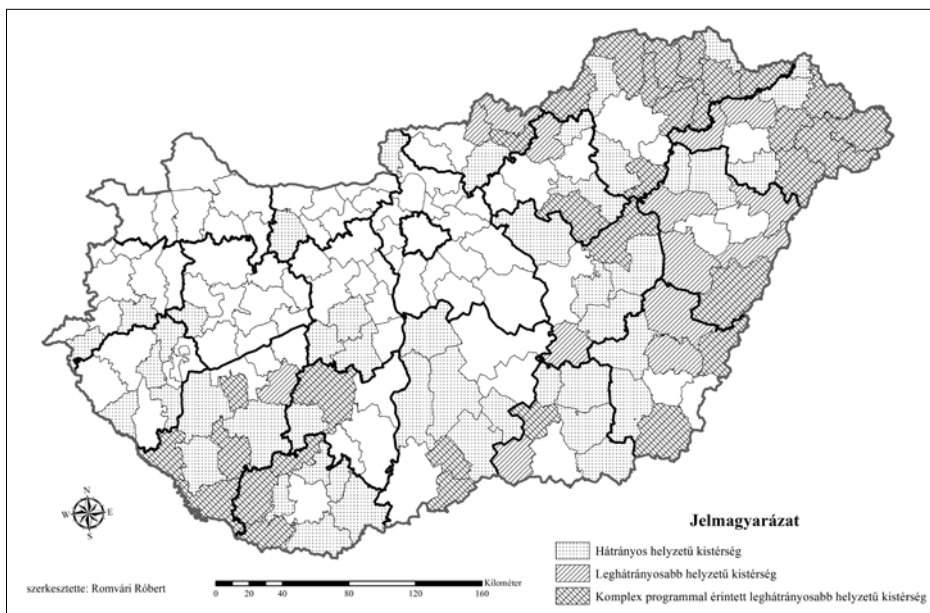 N
W E
S
Jelmagyarázat
Hátrányos helyzetű kistérség
Leghátrányosabb helyzetű kistérség
Komplex programmal érintett leghátrányosabb helyzetű kistérség
szerkesztette: Romvári Róbert
Kilométer
0 20 40 80 120 160